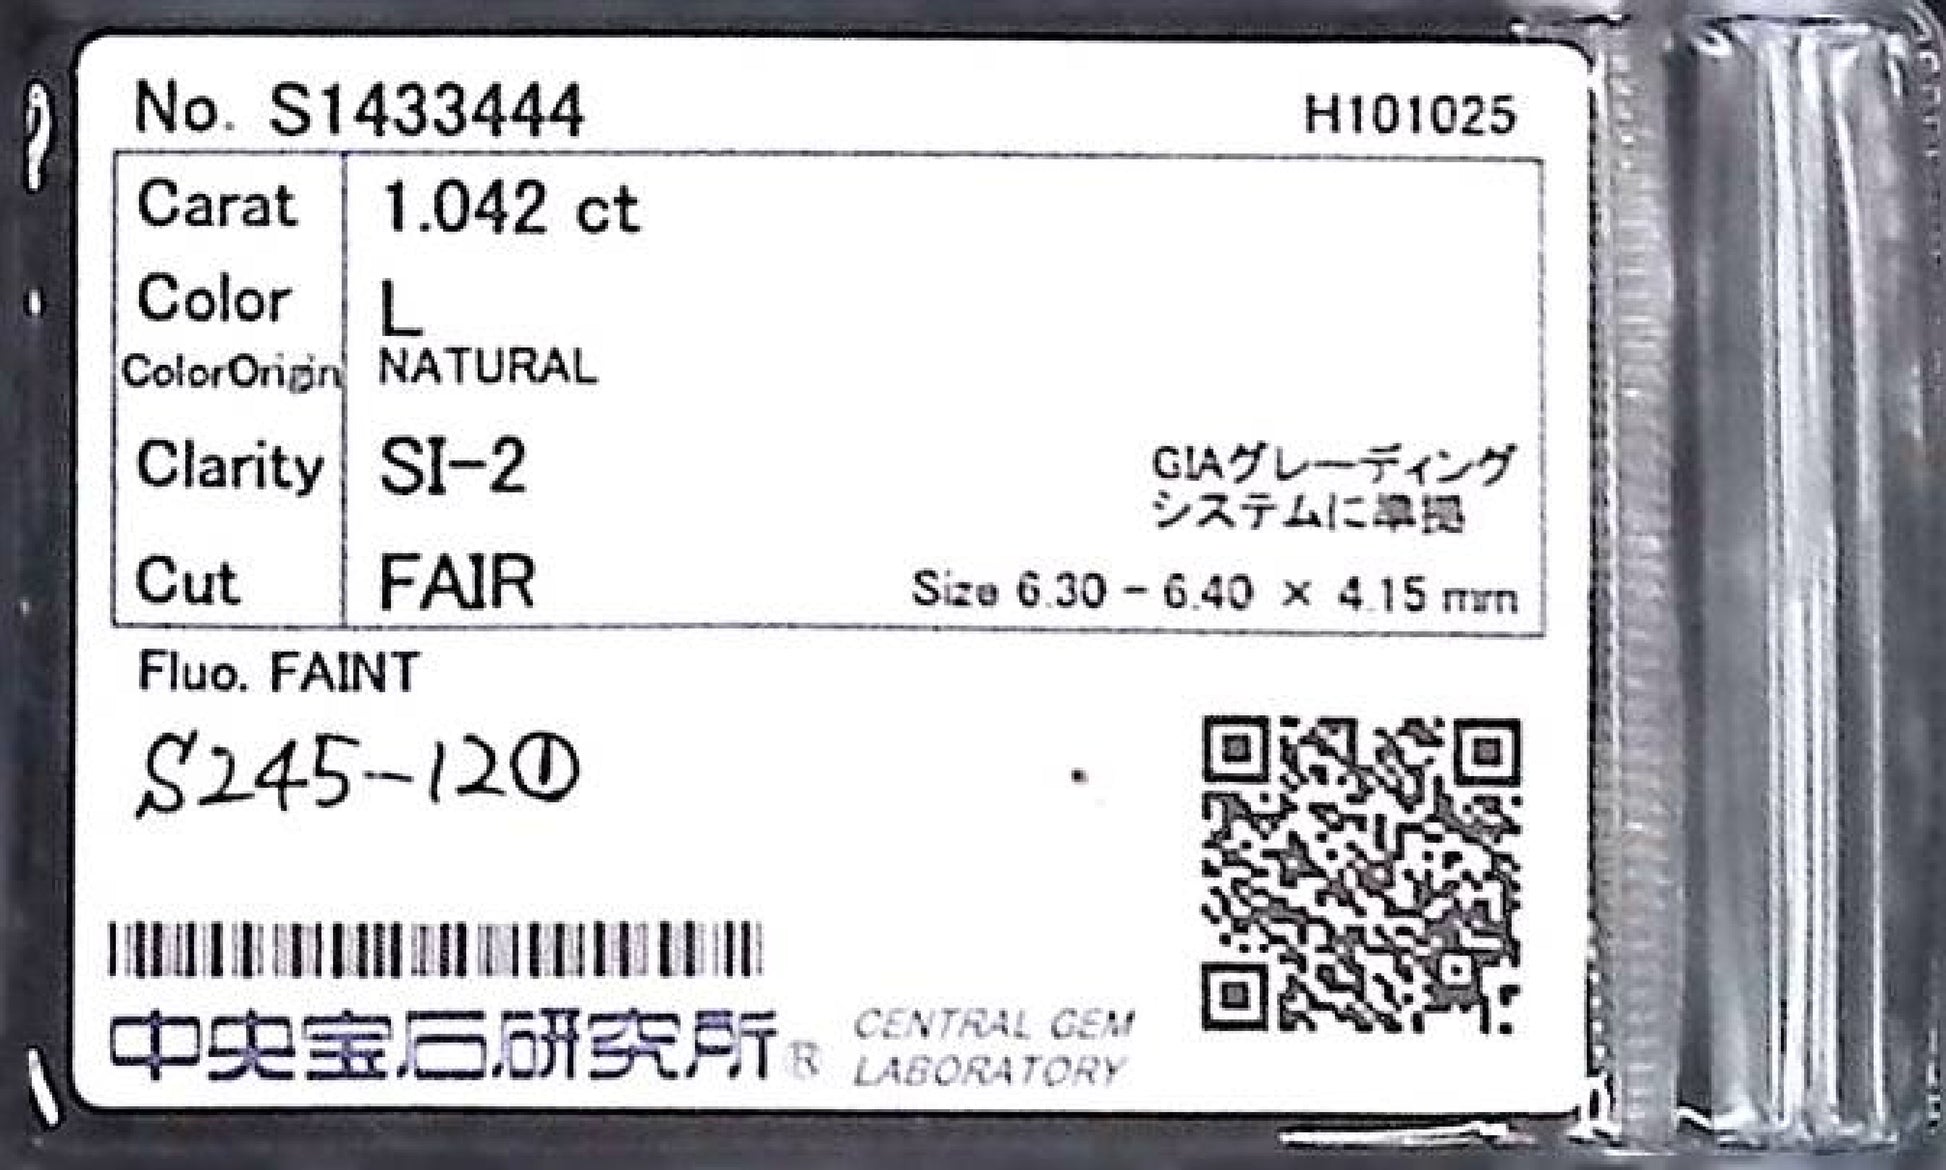 No. S1433444 H101025
Carat 1.042 ct
Color L
ColorOrigin NATURAL
Clarity SI-2
GIAグレーディング
システムに準拠
Cut FAIR Size 6.30 - 6.40 × 4.15 mm
Fluo. FAINT
S245-12①
中央宝石研究所® CENTRAL GEM
LABORATORY